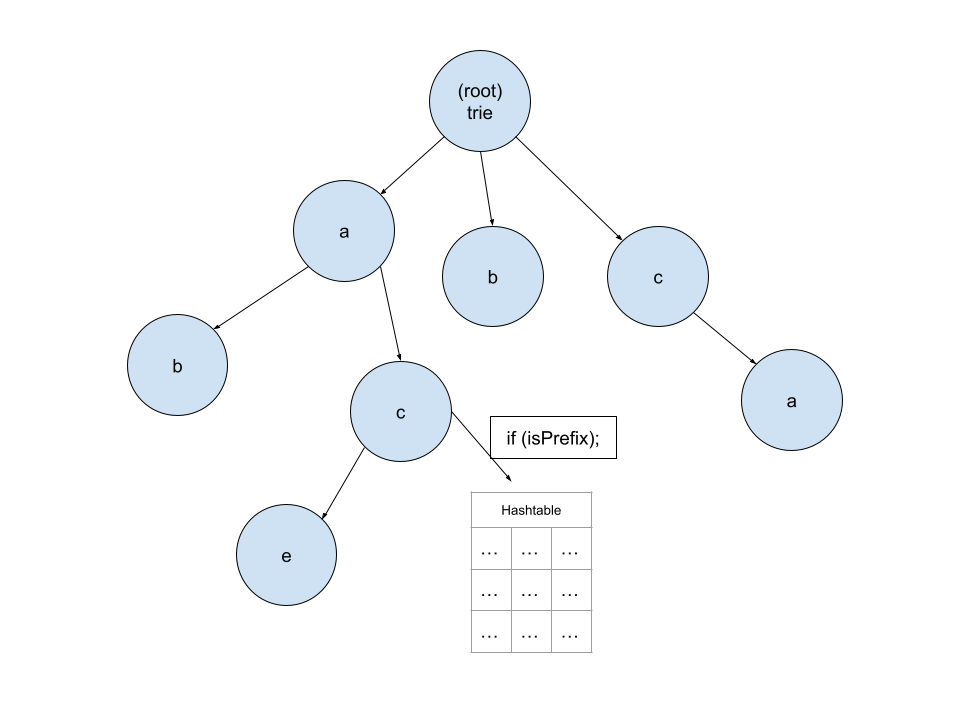 (root)
trie
a
b
c
b
c
a
if (isPrefix);
e
Hashtable
... ... ...
... ... ...
... ... ...